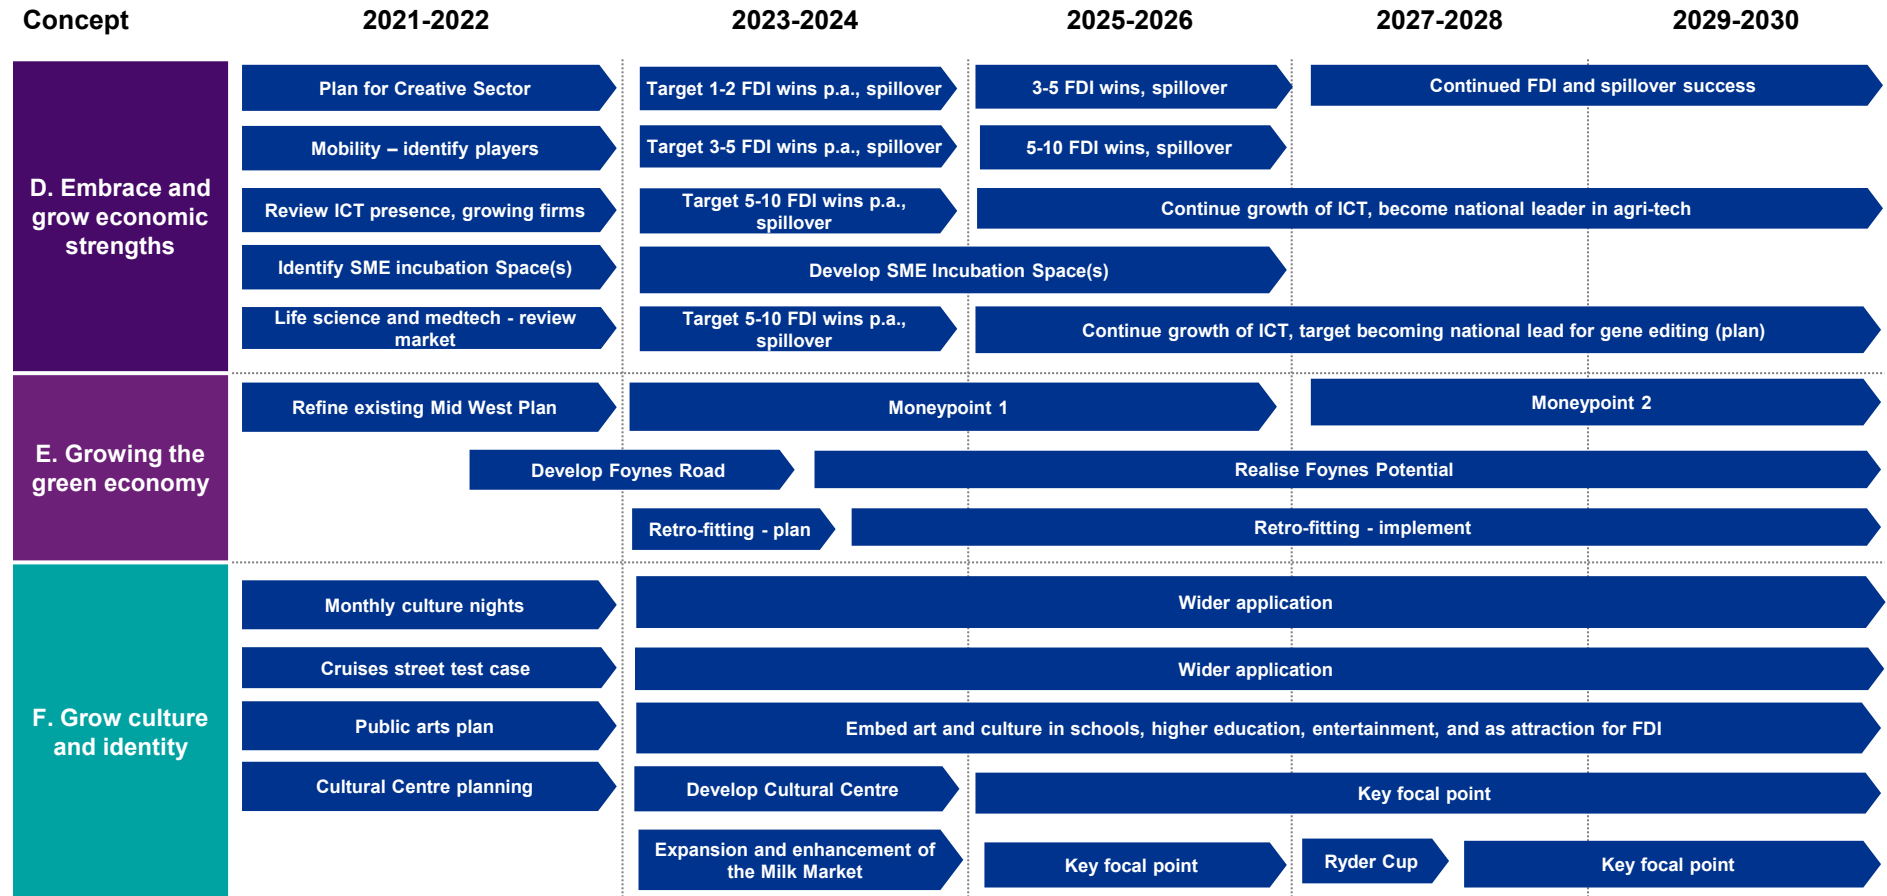 Concept
2021-2022
2023-2024
2025-2026
2027-2028
2029-2030
D. Embrace and
grow economic
strengths
Plan for Creative Sector
Target 1-2 FDI wins p.a., spillover
3-5 FDI wins, spillover
Continued FDI and spillover success
Mobility – identify players
Target 3-5 FDI wins p.a., spillover
5-10 FDI wins, spillover
Review ICT presence, growing firms
Target 5-10 FDI wins p.a.,
spillover
Continue growth of ICT, become national leader in agri-tech
Identify SME incubation Space(s)
Develop SME Incubation Space(s)
Life science and medtech - review
market
Target 5-10 FDI wins p.a.,
spillover
Continue growth of ICT, target becoming national lead for gene editing (plan)
E. Growing the
green economy
Refine existing Mid West Plan
Moneypoint 1
Moneypoint 2
Develop Foynes Road
Realise Foynes Potential
Retro-fitting - plan
Retro-fitting - implement
F. Grow culture
and identity
Monthly culture nights
Wider application
Cruises street test case
Wider application
Public arts plan
Embed art and culture in schools, higher education, entertainment, and as attraction for FDI
Cultural Centre planning
Develop Cultural Centre
Key focal point
Expansion and enhancement of
the Milk Market
Key focal point
Ryder Cup
Key focal point